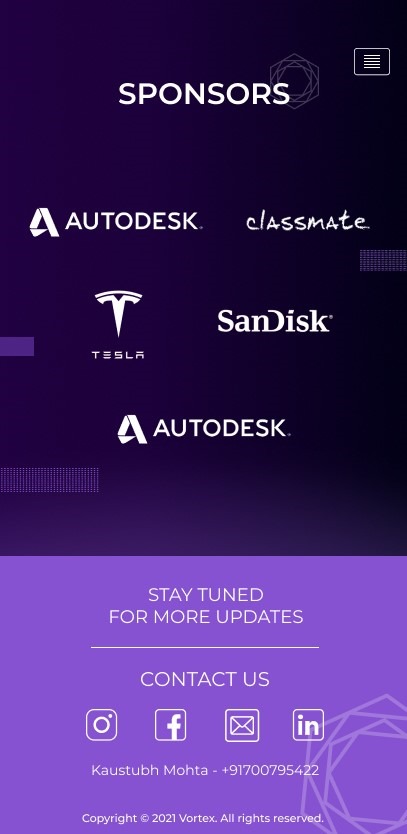 SPONSORS
AUTODESK
classmate
TESLA
SanDisk
AUTODESK
STAY TUNED
FOR MORE UPDATES
CONTACT US
Kaustubh Mohta - +91700795422
Copyright © 2021 Vortex. All rights reserved.